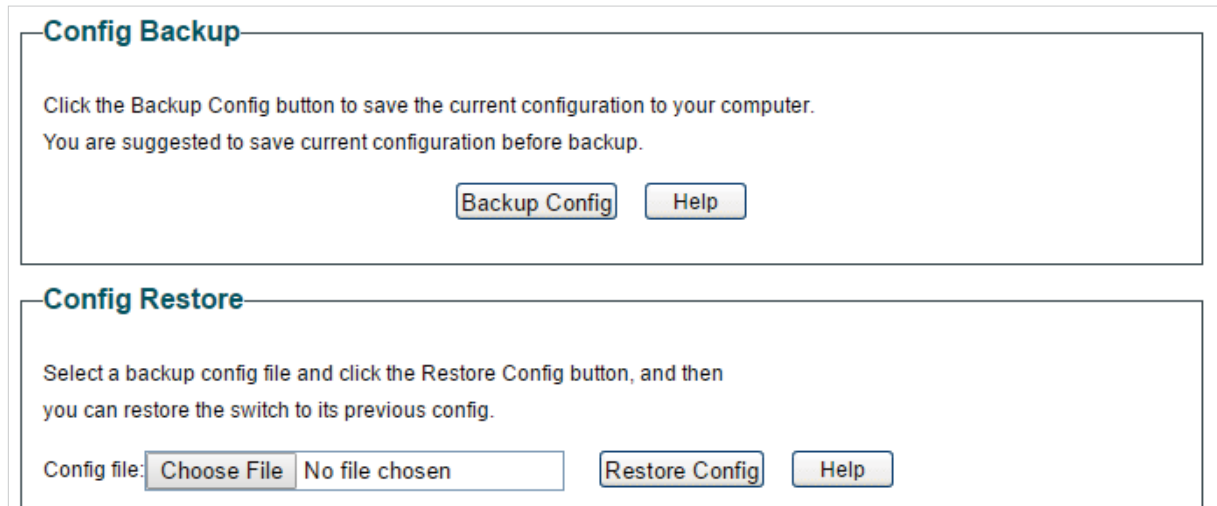 Config Backup
Click the Backup Config button to save the current configuration to your computer.
You are suggested to save current configuration before backup.
Backup Config Help
Config Restore
Select a backup config file and click the Restore Config button, and then
you can restore the switch to its previous config.
Config file: Choose File No file chosen Restore Config Help